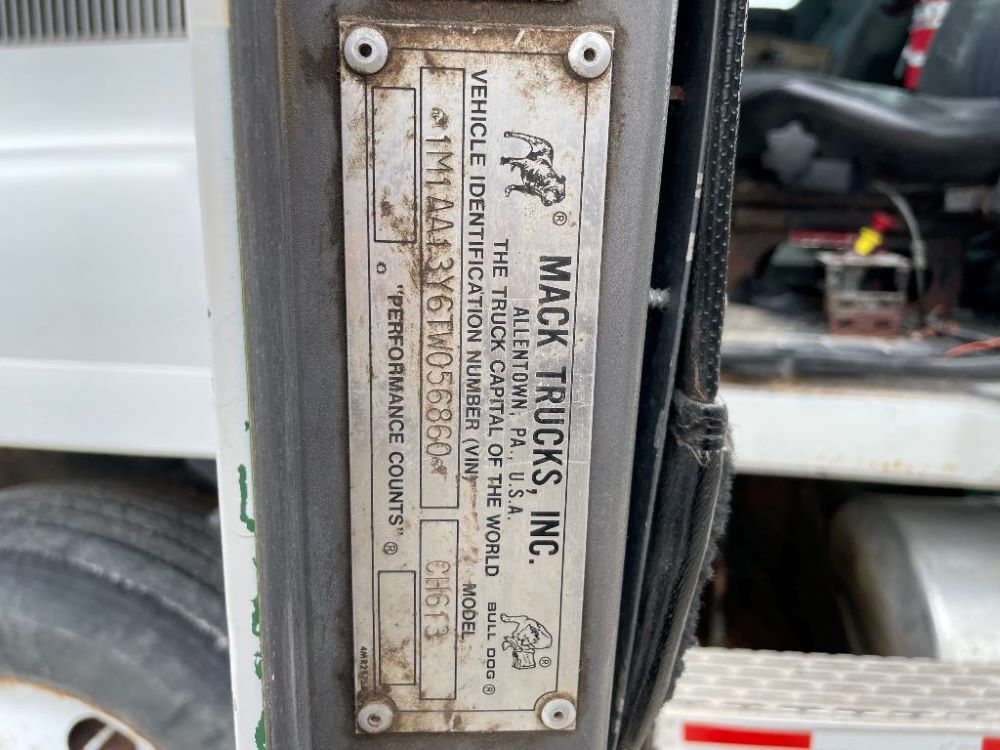 MACK TRUCKS, INC.
ALLENTOWN, PA., U.S.A.
THE TRUCK CAPITAL OF THE WORLD
BULL DOG ®
VEHICLE IDENTIFICATION NUMBER (VIN)
MODEL
1M1AA13Y6TW056860
CH613
"PERFORMANCE COUNTS" ®